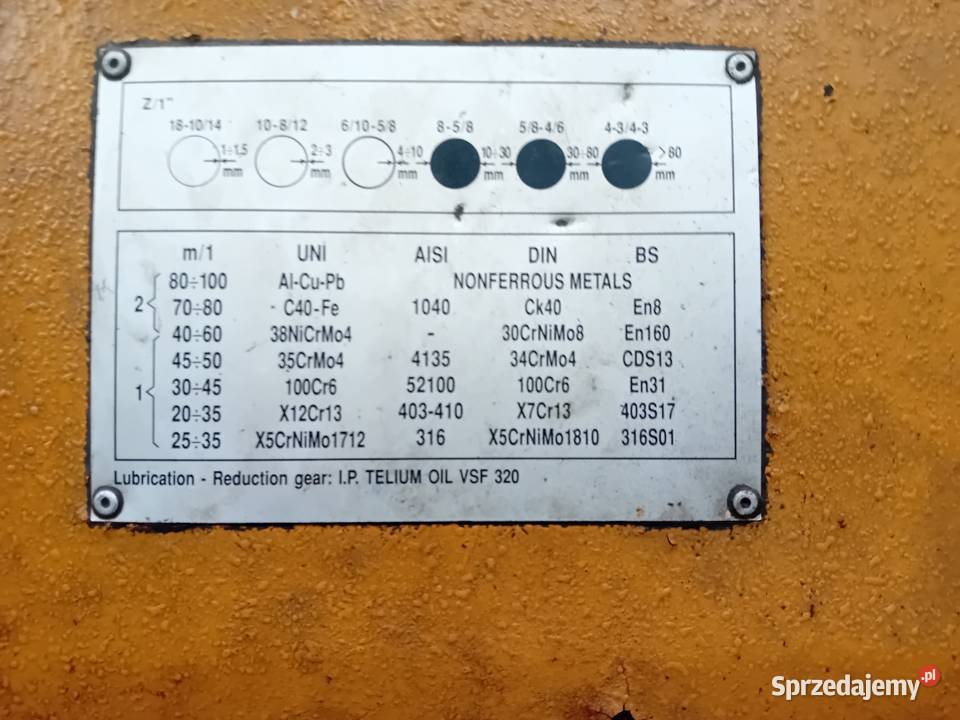 Z/1"
18-10/14 10-8/12 6/10-5/8 8-5/8 5/8-4/6 4-3/4-3
1÷1,5 mm 2÷3 mm 4÷10 mm 10÷30 mm 30÷80 mm >80 mm
m/1 UNI AISI DIN BS
80÷100 Al-Cu-Pb NONFERROUS METALS
2 70÷80 C40-Fe 1040 Ck40 En8
40÷60 38NiCrMo4 - 30CrNiMo8 En160
45÷50 35CrMo4 4135 34CrMo4 CDS13
1 30÷45 100Cr6 52100 100Cr6 En31
20÷35 X12Cr13 403-410 X7Cr13 403S17
25÷35 X5CrNiMo1712 316 X5CrNiMo1810 316S01
Lubrication - Reduction gear: I.P. TELIUM OIL VSF 320
Sprzedajemy.pl